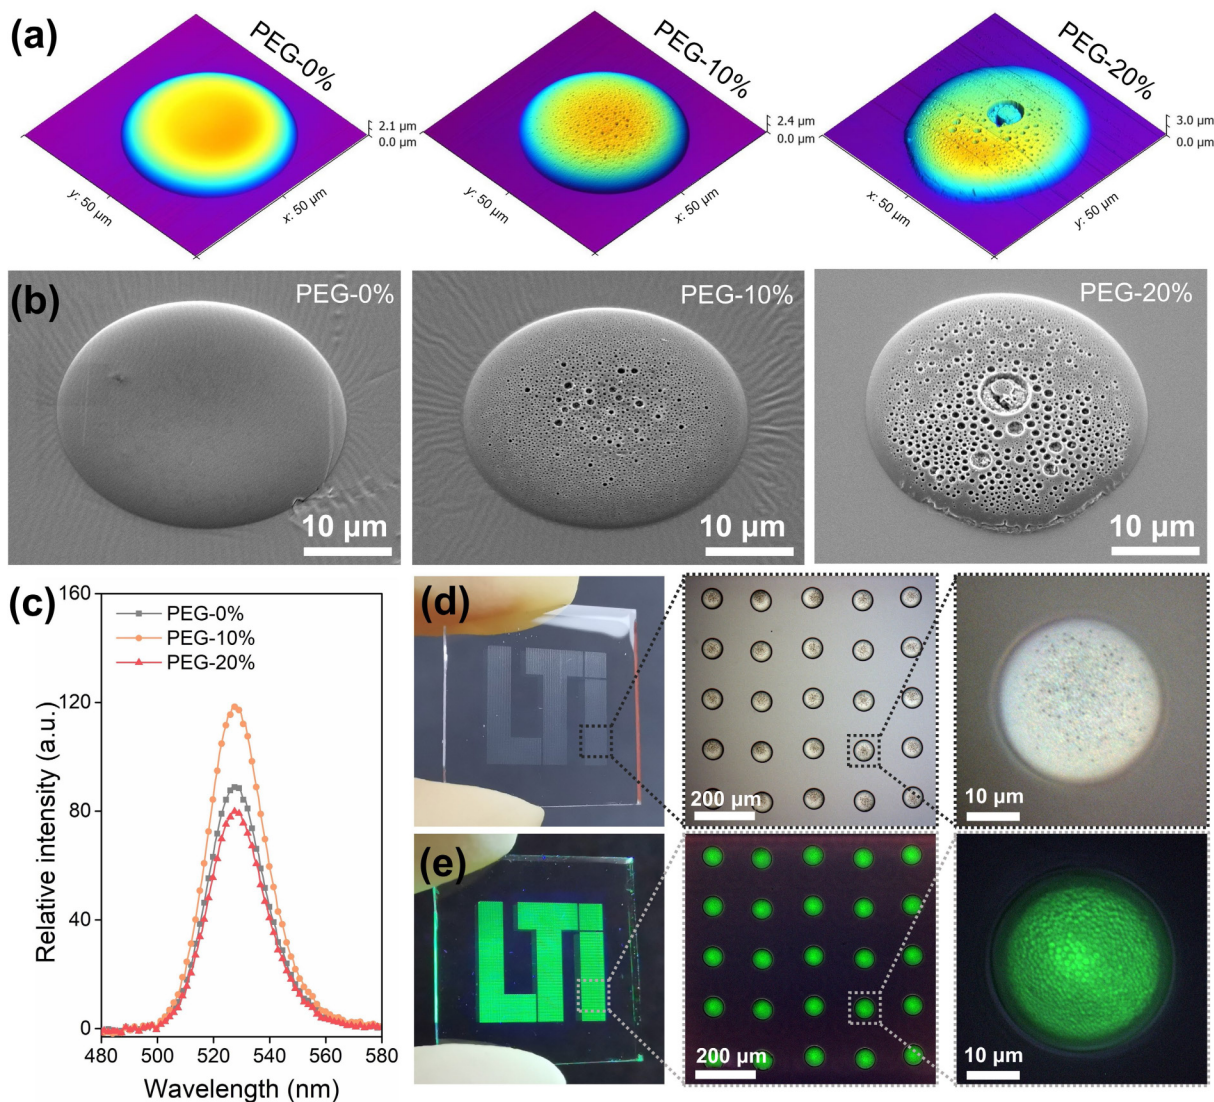 (a)
PEG-0%
2.1 µm
0.0 µm
y: 50 µm
x: 50 µm
PEG-10%
2.4 µm
0.0 µm
y: 50 µm
x: 50 µm
PEG-20%
3.0 µm
0.0 µm
x: 50 µm
y: 50 µm
(b)
PEG-0%
10 µm
PEG-10%
10 µm
PEG-20%
10 µm
(c)
160
120
80
40
0
Relative intensity (a.u.)
PEG-0%
PEG-10%
PEG-20%
480 500 520 540 560 580
Wavelength (nm)
(d)
LTI
200 µm
10 µm
(e)
LTI
200 µm
10 µm